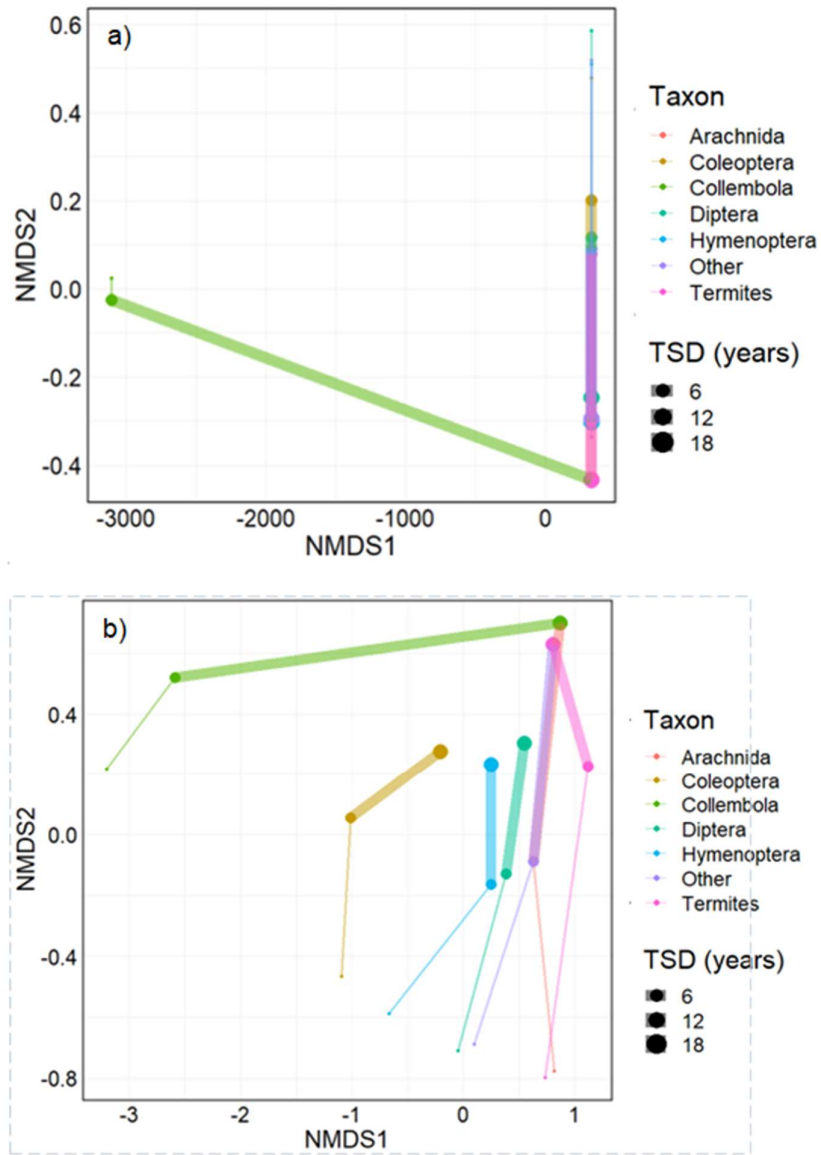 a)
0.6
0.4
0.2
0.0
-0.2
-0.4
NMDS2
-3000
-2000
-1000
0
NMDS1
Taxon
Arachnida
Coleoptera
Collembola
Diptera
Hymenoptera
Other
Termites
TSD (years)
6
12
18
b)
0.4
0.0
-0.4
-0.8
NMDS2
-3
-2
-1
0
1
NMDS1
Taxon
Arachnida
Coleoptera
Collembola
Diptera
Hymenoptera
Other
Termites
TSD (years)
6
12
18